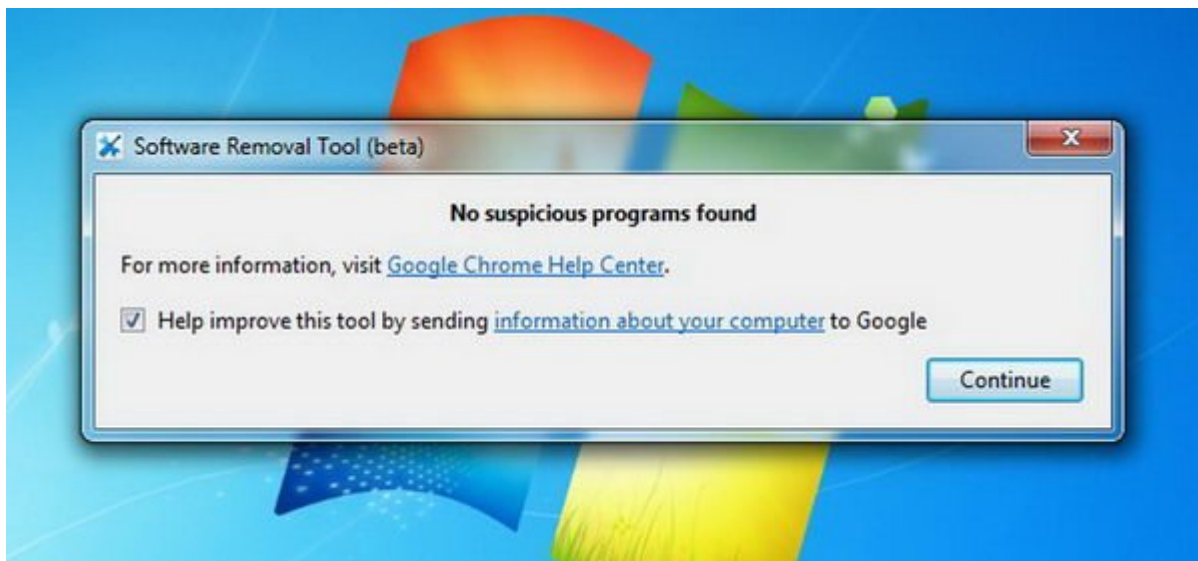 Software Removal Tool (beta)
No suspicious programs found
For more information, visit Google Chrome Help Center.
Help improve this tool by sending information about your computer to Google
Continue